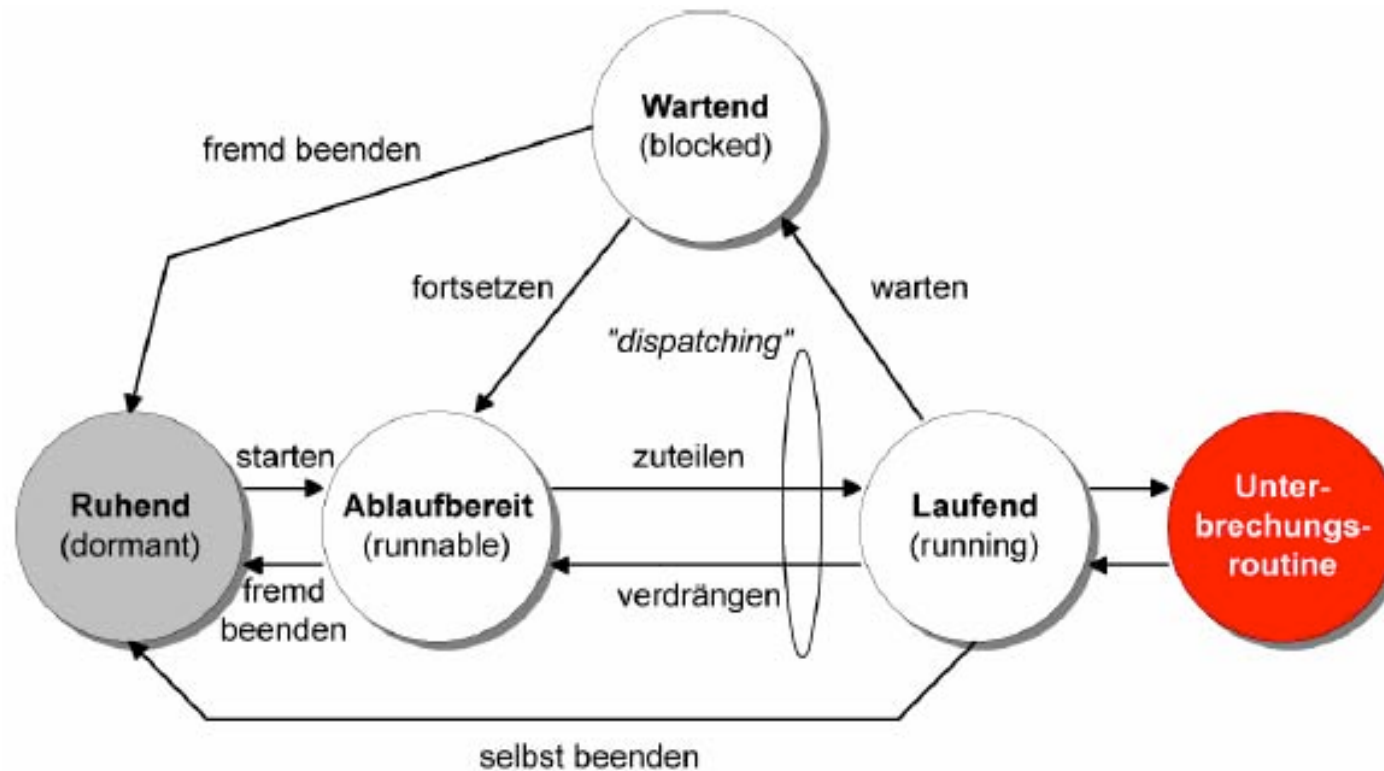 Wartend
(blocked)
fremd beenden
fortsetzen
warten
"dispatching"
starten
zuteilen
Ruhend
(dormant)
Ablaufbereit
(runnable)
Laufend
(running)
Unter-
brechungs-
routine
fremd
beenden
verdrängen
selbst beenden